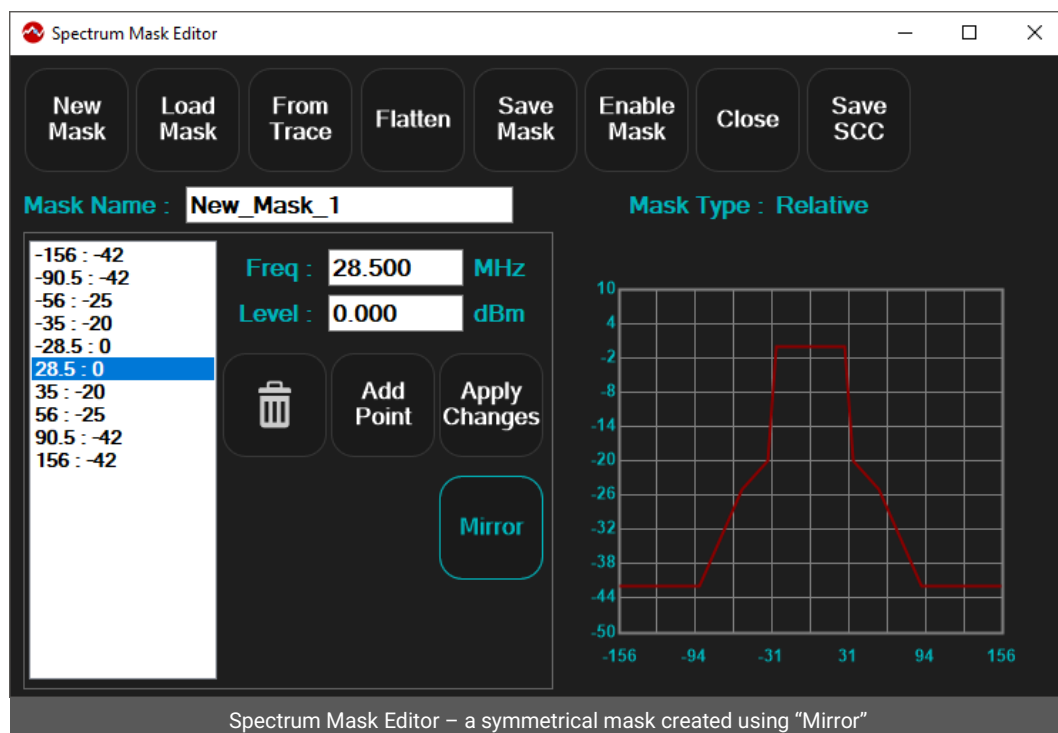 Spectrum Mask Editor
New
Mask
Load
Mask
From
Trace
Flatten
Save
Mask
Enable
Mask
Close
Save
SCC
Mask Name : New_Mask_1
Mask Type : Relative
-156 : -42
-90.5 : -42
-56 : -25
-35 : -20
-28.5 : 0
28.5 : 0
35 : -20
56 : -25
90.5 : -42
156 : -42
Freq : 28.500 MHz
Level : 0.000 dBm
Add
Point
Apply
Changes
Mirror
10
4
-2
-8
-14
-20
-26
-32
-38
-44
-50
-156 -94 -31 31 94 156
Spectrum Mask Editor – a symmetrical mask created using “Mirror”